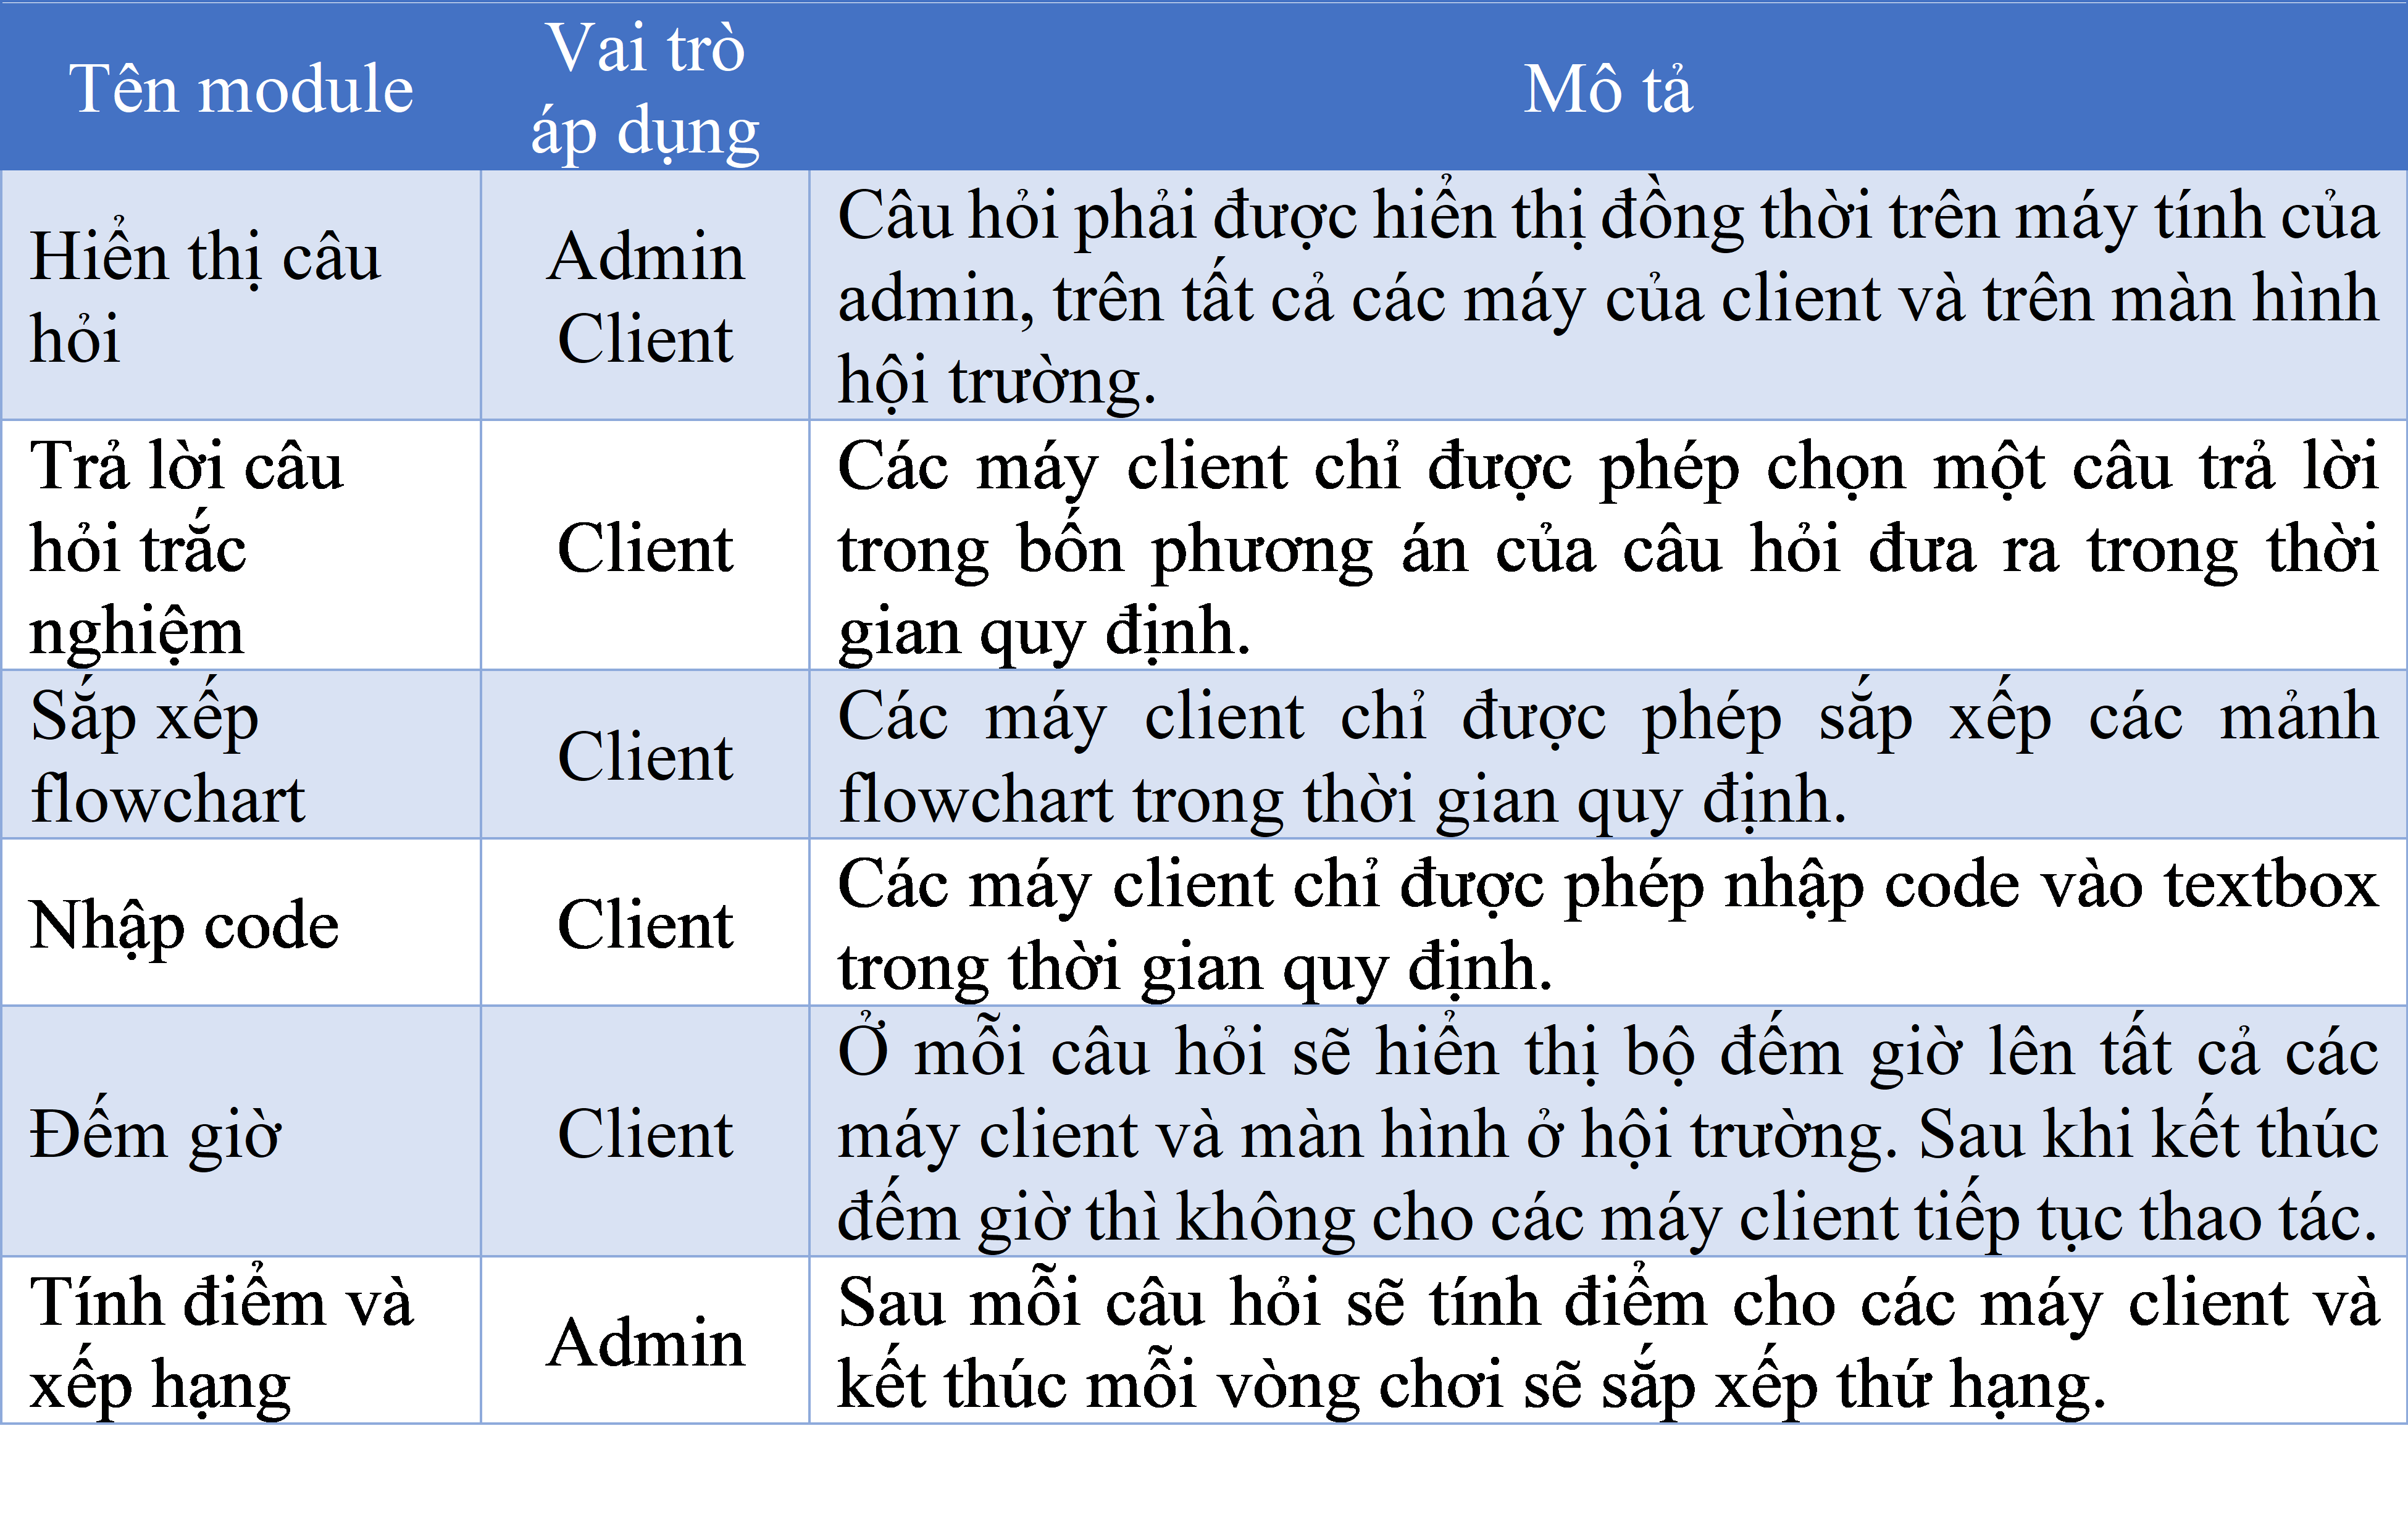 Tên module
Vai trò
áp dụng
Mô tả
Hiển thị câu
hỏi
Admin
Client
Câu hỏi phải được hiển thị đồng thời trên máy tính của
admin, trên tất cả các máy của client và trên màn hình
hội trường.
Trả lời câu
hỏi trắc
nghiệm
Client
Các máy client chỉ được phép chọn một câu trả lời
trong bốn phương án của câu hỏi đưa ra trong thời
gian quy định.
Sắp xếp
flowchart
Client
Các máy client chỉ được phép sắp xếp các mảnh
flowchart trong thời gian quy định.
Nhập code
Client
Các máy client chỉ được phép nhập code vào textbox
trong thời gian quy định.
Đếm giờ
Client
Ở mỗi câu hỏi sẽ hiển thị bộ đếm giờ lên tất cả các
máy client và màn hình ở hội trường. Sau khi kết thúc
đếm giờ thì không cho các máy client tiếp tục thao tác.
Tính điểm và
xếp hạng
Admin
Sau mỗi câu hỏi sẽ tính điểm cho các máy client và
kết thúc mỗi vòng chơi sẽ sắp xếp thứ hạng.